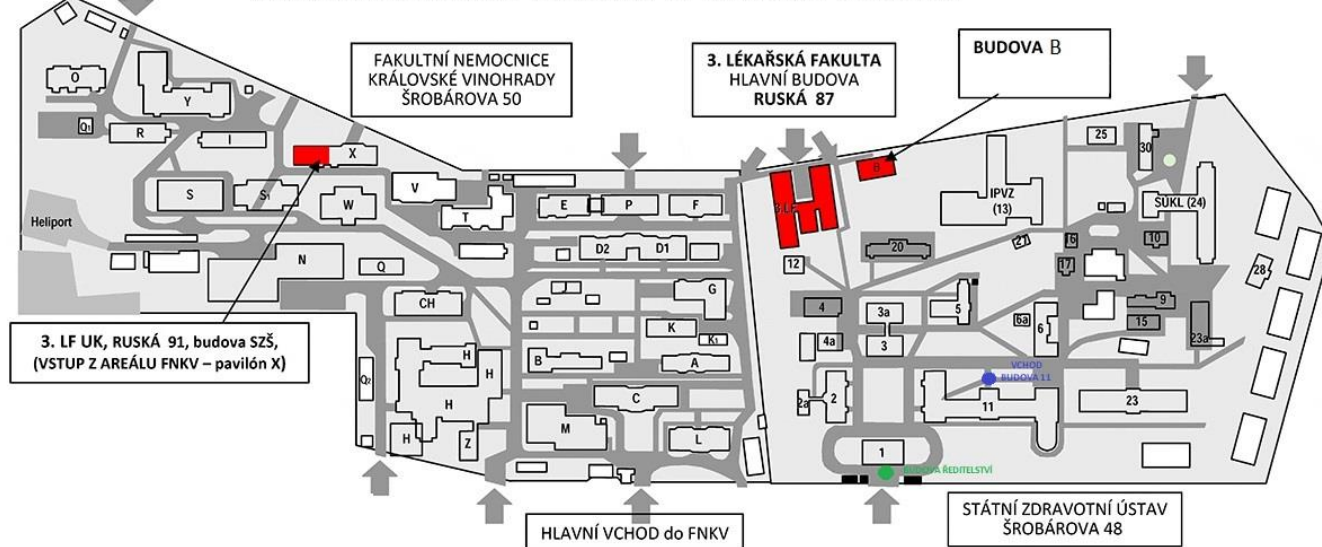 FAKULTNÍ NEMOCNICE
KRÁLOVSKÉ VINOHRADY
ŠROBÁROVA 50
3. LÉKAŘSKÁ FAKULTA
HLAVNÍ BUDOVA
RUSKÁ 87
BUDOVA B
O
Y
Q1
R
I
X
S
S1
W
V
T
E
P
F
3.LF
B
IPVZ
(13)
25
30
SÚKL (24)
Heliport
N
Q
D2
D1
12
20
27
16
10
17
28
CH
G
K
K1
4
3a
5
9
4a
3
6a
6
15
23a
3. LF UK, RUSKÁ 91, budova SZŠ,
(VSTUP Z AREÁLU FNKV – pavilón X)
Q2
H
H
H
H
Z
B
A
C
M
L
VCHOD
BUDOVA 11
2a
2
11
23
1
BUDOVA ŘEDITELSTVÍ
HLAVNÍ VCHOD do FNKV
STÁTNÍ ZDRAVOTNÍ ÚSTAV
ŠROBÁROVA 48